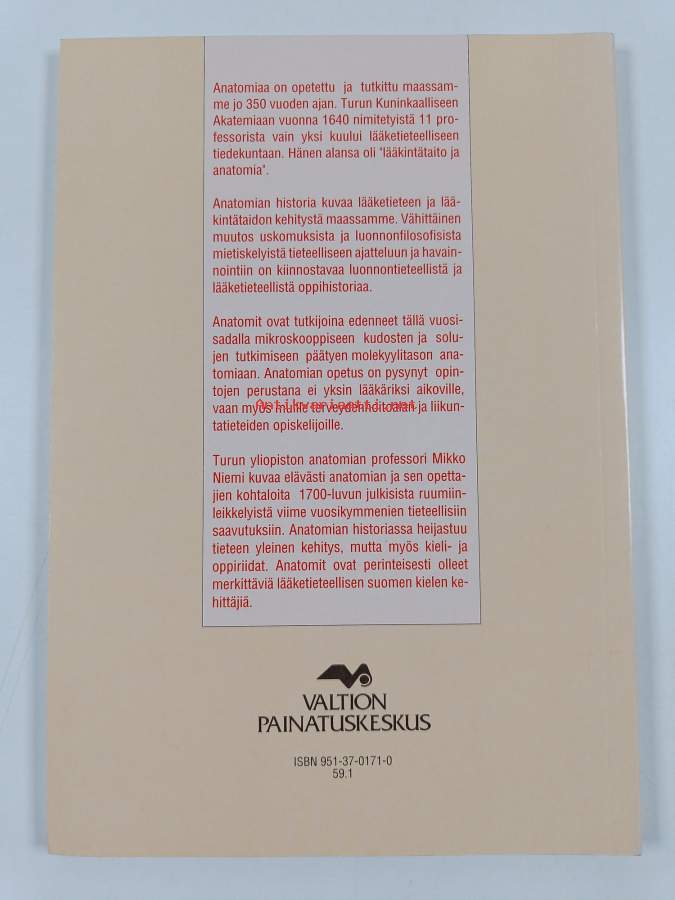 Anatomiaa on opetettu ja tutkittu maassam-
me jo 350 vuoden ajan. Turun Kuninkaalliseen
Akatemiaan vuonna 1640 nimitetyistä 11 pro-
fessorista vain yksi kuului lääketieteelliseen
tiedekuntaan. Hänen alansa oli "lääkintätaito ja
anatomia".
Anatomian historia kuvaa lääketieteen ja lää-
kintätaidon kehitystä maassamme. Vähittäinen
muutos uskomuksista ja luonnonfilosofisista
mietiskelyistä tieteelliseen ajatteluun ja havain-
nointiin on kiinnostavaa luonnontieteellistä ja
lääketieteellistä oppihistoriaa.
Anatomit ovat tutkijoina edenneet tällä vuosi-
sadalla mikroskooppiseen kudosten ja solu-
jen tutkimiseen päätyen molekyylitason ana-
tomiaan. Anatomian opetus on pysynyt opin-
tojen perustana ei yksin lääkäriksi aikoville,
Antikvariaatti.net
vaan myös muille terveydenhoitoalan ja liikun-
tatieteiden opiskelijoille.
Turun yliopiston anatomian professori Mikko
Niemi kuvaa elävästi anatomian ja sen opetta-
jien kohtaloita 1700-luvun julkisista ruumiin-
leikkelyistä viime vuosikymmenien tieteellisiin
saavutuksiin. Anatomian historiassa heijastuu
tieteen yleinen kehitys, mutta myös kieli- ja
oppiriidat. Anatomit ovat perinteisesti olleet
merkittäviä lääketieteellisen suomen kielen ke-
hittäjiä.
VALTION
PAINATUSKESKUS
ISBN 951-37-0171-0
59.1